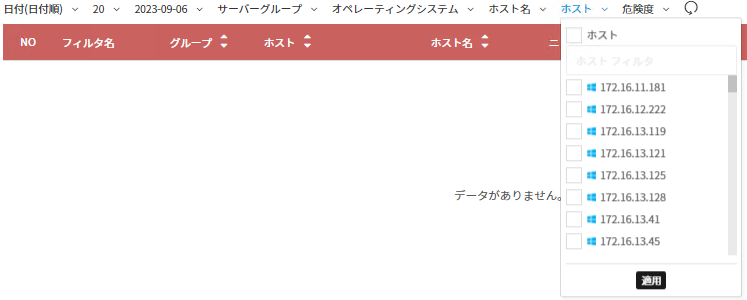 日付(日付順) 20 2023-09-06 サーバーグループ オペレーティングシステム ホスト名 ホスト 危険度
NO フィルタ名 グループ ホスト ホスト名 ニ
ホスト
ホストフィルタ
172.16.11.181
172.16.12.222
172.16.13.119
172.16.13.121
172.16.13.125
172.16.13.128
172.16.13.41
172.16.13.45
データがありません。
適用